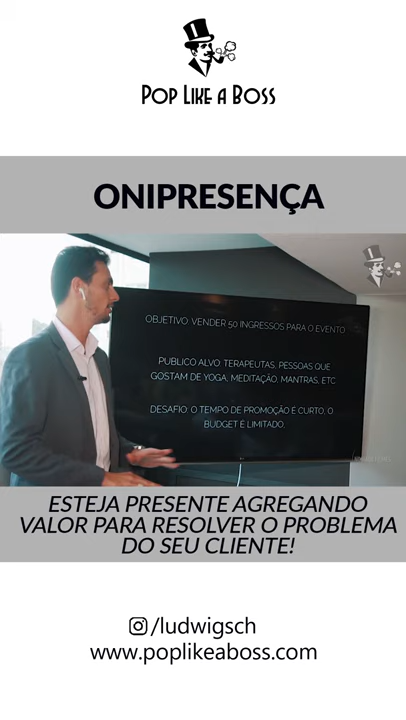 POP LIKE A BOSS
ONIPRESENÇA
OBJETIVO: VENDER 50 INGRESSOS PARA O EVENTO
PUBLICO ALVO: TERAPEUTAS, PESSOAS QUE
GOSTAM DE YOGA, MEDITAÇÃO, MANTRAS, ETC
DESAFIO: O TEMPO DE PROMOÇÃO É CURTO, O
BUDGET É LIMITADO.
ESTEJA PRESENTE AGREGANDO
VALOR PARA RESOLVER O PROBLEMA
DO SEU CLIENTE!
/ludwigsch
www.poplikeaboss.com